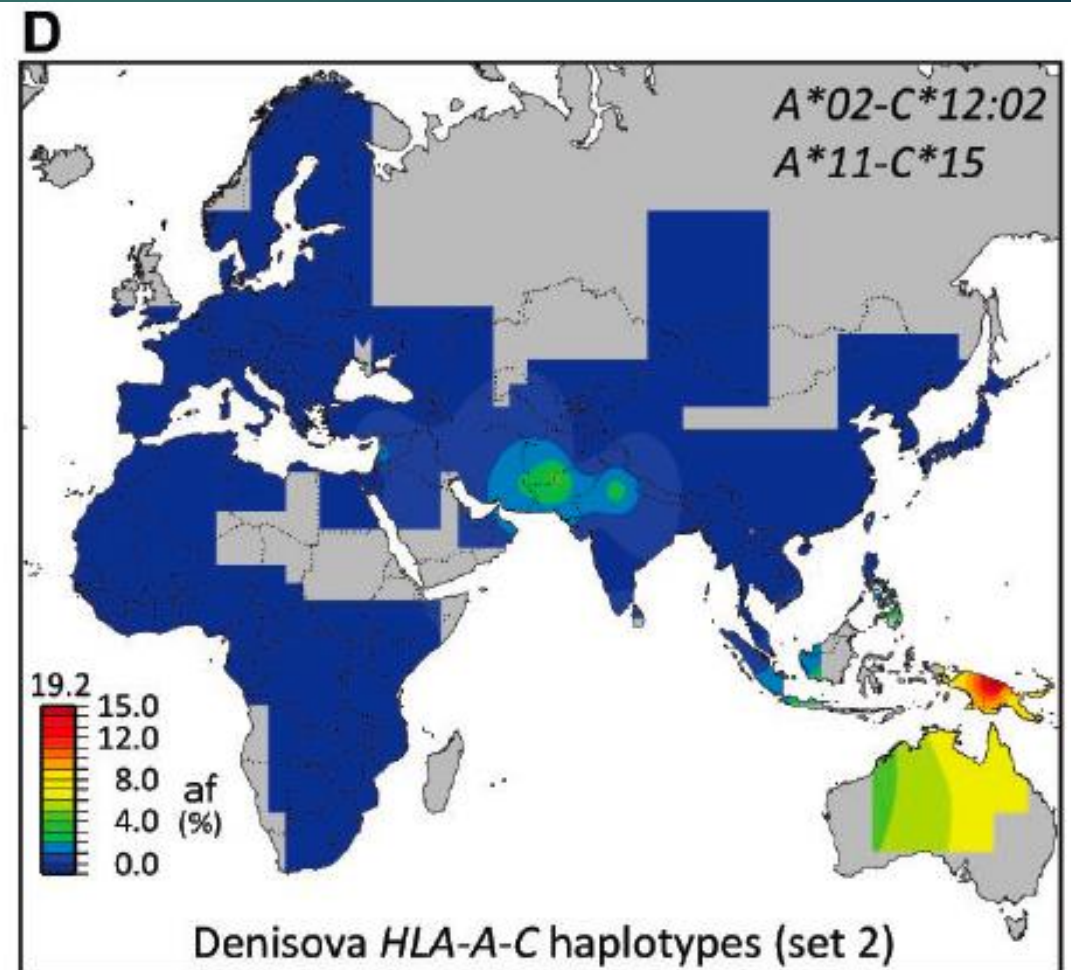 D
A*02-C*12:02
A*11-C*15
19.2
15.0
12.0
8.0
4.0
0.0
af
(%)
Denisova HLA-A-C haplotypes (set 2)